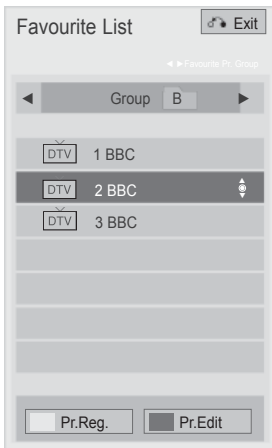 Favourite List
Exit
◄ ►Favourite Pr. Group
◄ Group B ►
DTV 1 BBC
DTV 2 BBC
DTV 3 BBC
Pr.Reg. Pr.Edit